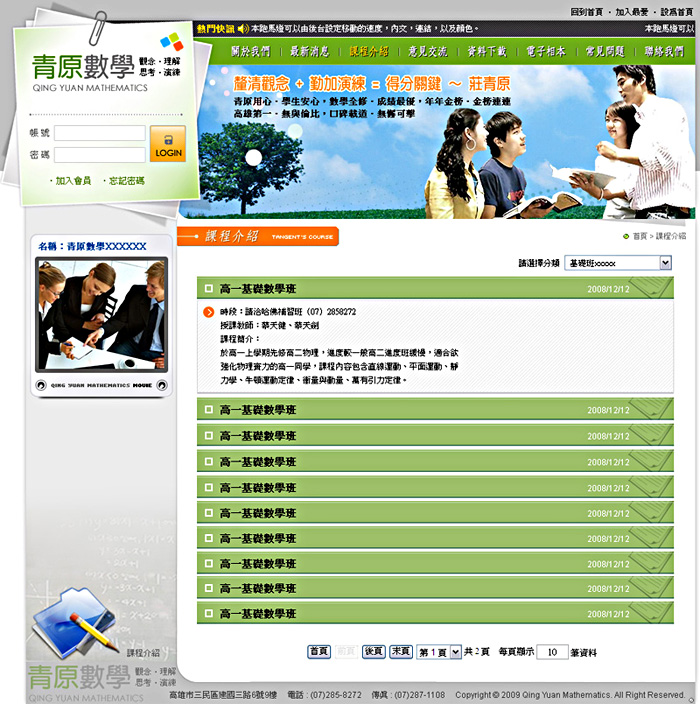 回到首頁 · 加入最愛 · 設為首頁
熱門快訊 本跑馬燈可以由後台設定移動的速度，內文，連結，以及顏色。 本跑馬燈可以
關於我們 | 最新消息 | 課程介紹 | 意見交流 | 資料下載 | 電子相本 | 常見問題 | 聯絡我們
青原數學
觀念·理解
思考·演練
QING YUAN MATHEMATICS
帳號
密碼
LOGIN
·加入會員 ·忘記密碼
釐清觀念 + 勤加演練 = 得分關鍵 ～ 莊青原
青原用心·學生安心，數學全修·成績最優，年年金榜·金榜連連
高雄第一·無與倫比，口碑載道·無懈可擊
課程介紹 TANGENT'S COURSE
首頁 > 課程介紹
名稱：青原數學XXXXXX
QING YUAN MATHEMATICS MOVIE
請選擇分類 基礎班xxxxx
高一基礎數學班 2008/12/12
時段：請洽哈佛補習班 (07) 2858272
授課教師：蔡天健、蔡天劍
課程簡介：
於高一上學期先修高二物理，進度較一般高二進度班緩慢，適合欲
強化物理實力的高一同學，課程內容包含直線運動、平面運動、靜
力學、牛頓運動定律、衝量與動量、萬有引力定律。
高一基礎數學班 2008/12/12
高一基礎數學班 2008/12/12
高一基礎數學班 2008/12/12
高一基礎數學班 2008/12/12
高一基礎數學班 2008/12/12
高一基礎數學班 2008/12/12
高一基礎數學班 2008/12/12
高一基礎數學班 2008/12/12
高一基礎數學班 2008/12/12
首頁 前頁 後頁 末頁 第 1 頁 共 2 頁 每頁顯示 10 筆資料
課程介紹
青原數學
觀念·理解
思考·演練
QING YUAN MATHEMATICS
高雄市三民區建國三路6號9樓 電話：(07)285-8272 傳真：(07)287-1108 Copyright © 2009 Qing Yuan Mathematics. All Right Reserved.